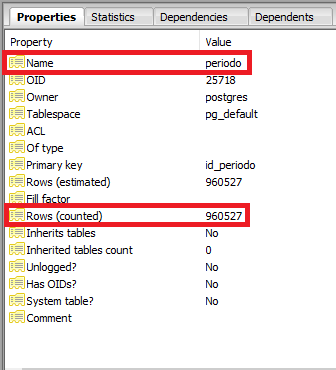 Properties Statistics Dependencies Dependents
Property Value
Name periodo
OID 25718
Owner postgres
Tablespace pg_default
ACL
Of type
Primary key id_periodo
Rows (estimated) 960527
Fill factor
Rows (counted) 960527
Inherits tables No
Inherited tables count 0
Unlogged? No
Has OIDs? No
System table? No
Comment